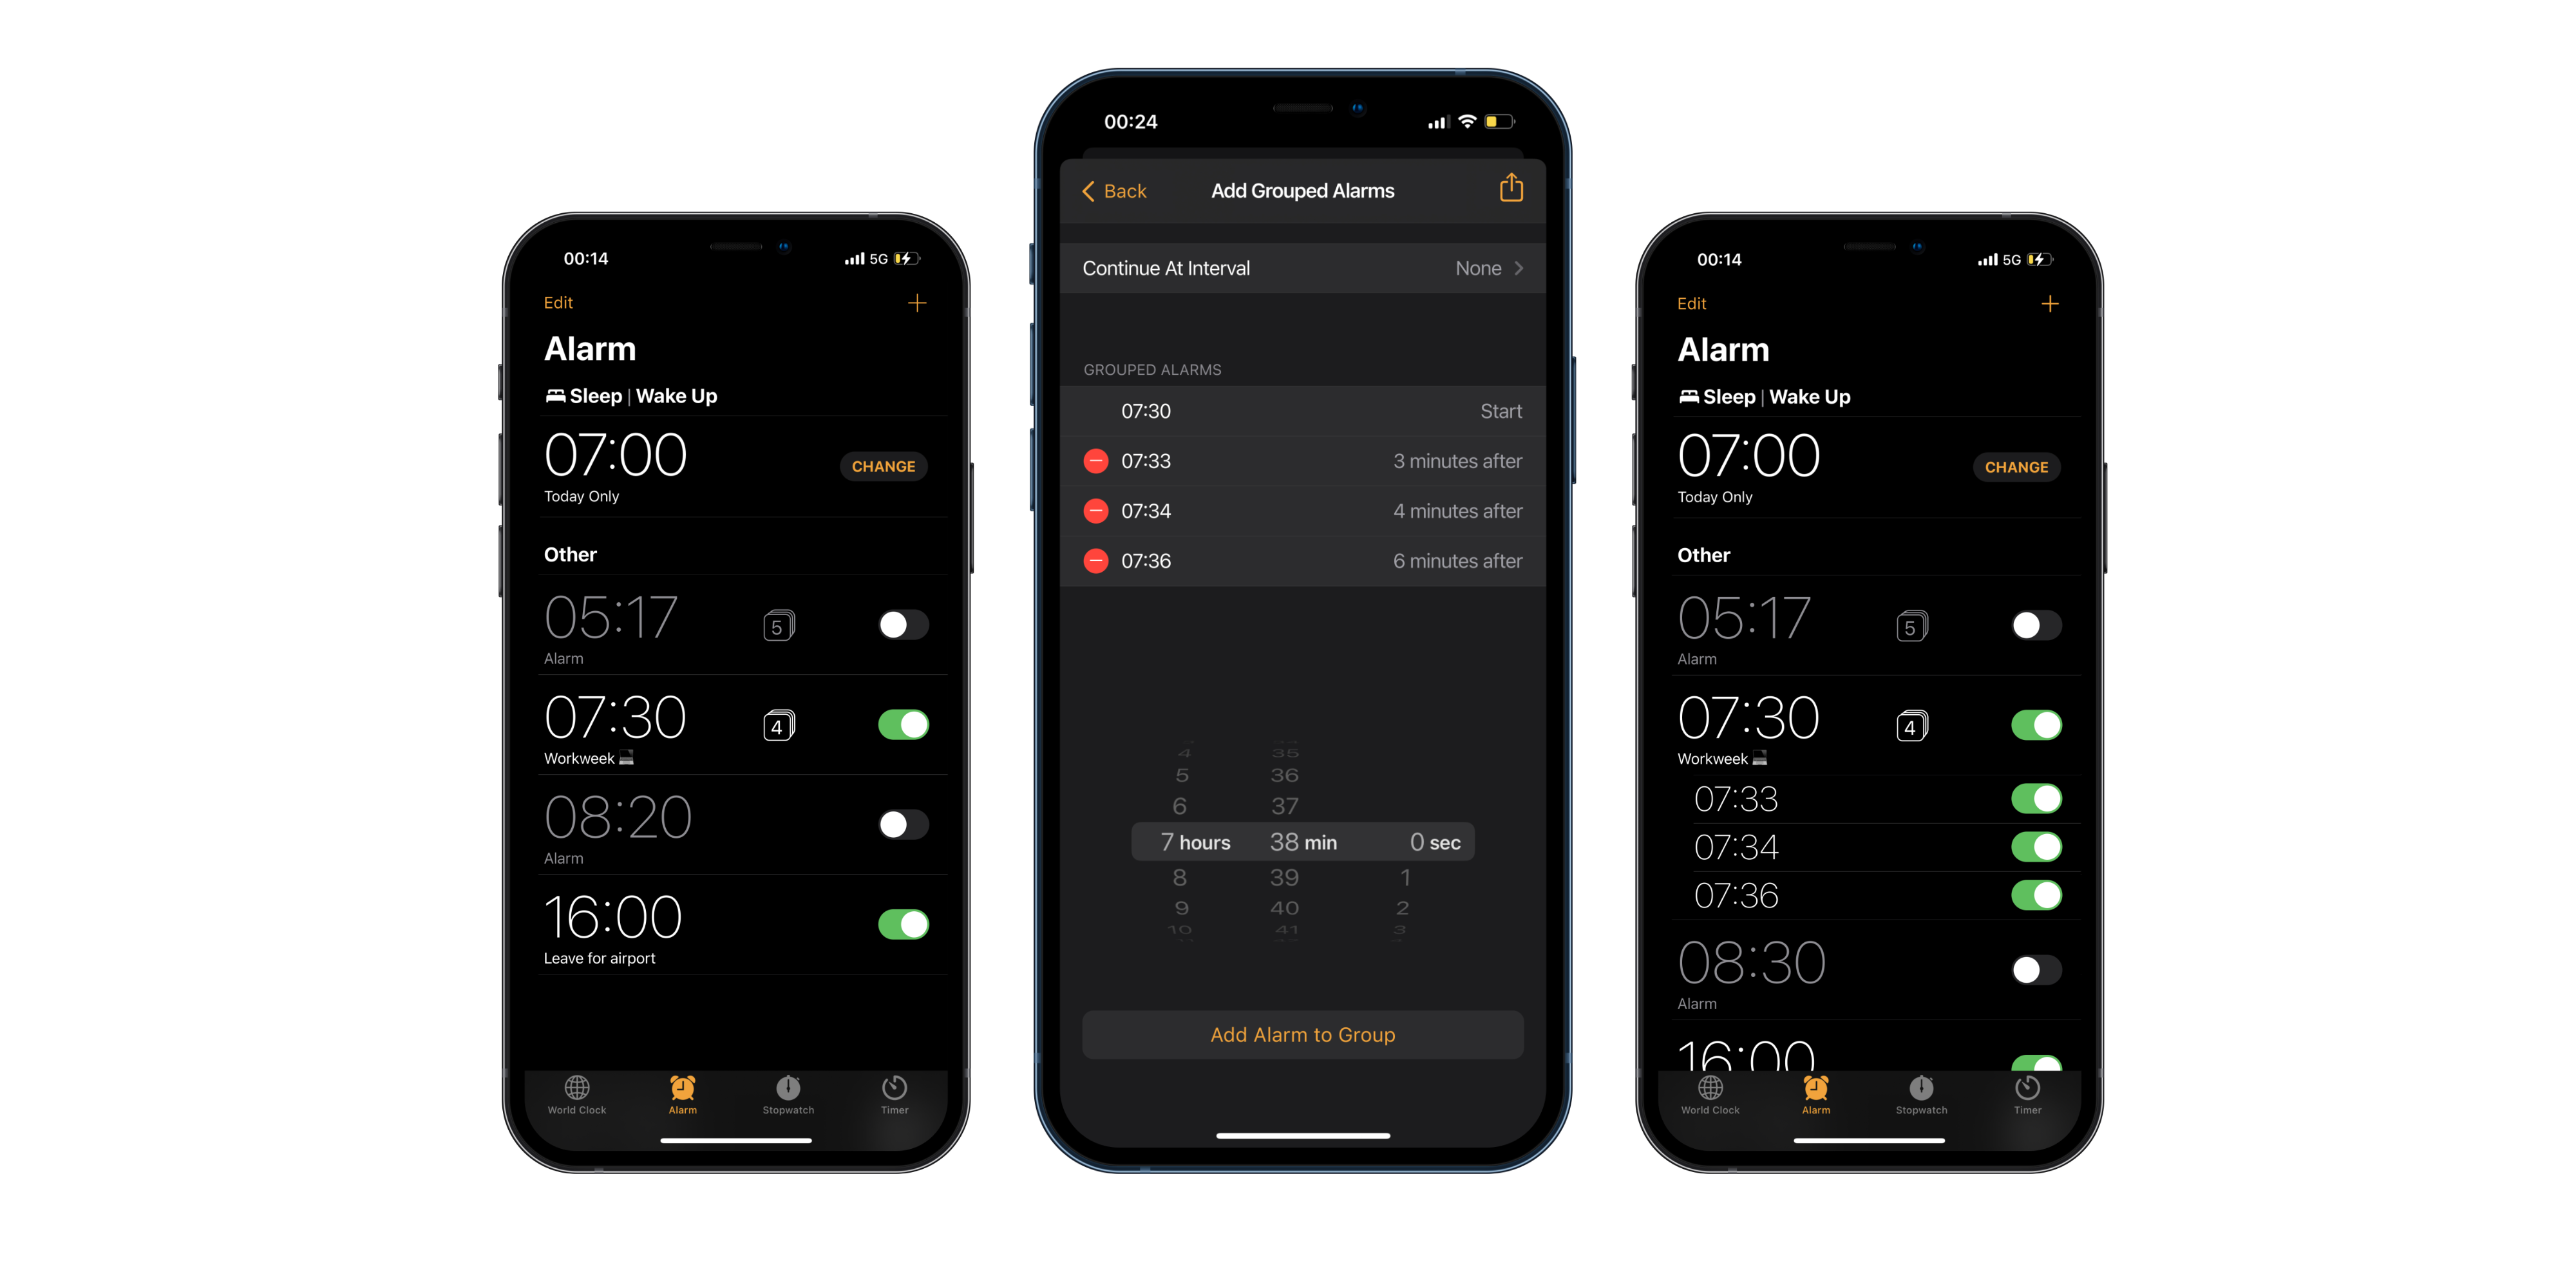 00:14 5G
Edit
Alarm
Sleep | Wake Up
07:00 CHANGE
Today Only
Other
05:17 5
Alarm
07:30 4
Workweek
08:20
Alarm
16:00
Leave for airport
World Clock Alarm Stopwatch Timer
00:24
Back Add Grouped Alarms
Continue At Interval None
GROUPED ALARMS
07:30 Start
07:33 3 minutes after
07:34 4 minutes after
07:36 6 minutes after
4 35
5 36
6 37
7 hours 38 min 0 sec
8 39 1
9 40 2
10 41 3
Add Alarm to Group
00:14 5G
Edit
Alarm
Sleep | Wake Up
07:00 CHANGE
Today Only
Other
05:17 5
Alarm
07:30 4
Workweek
07:33
07:34
07:36
08:30
Alarm
16:00
World Clock Alarm Stopwatch Timer